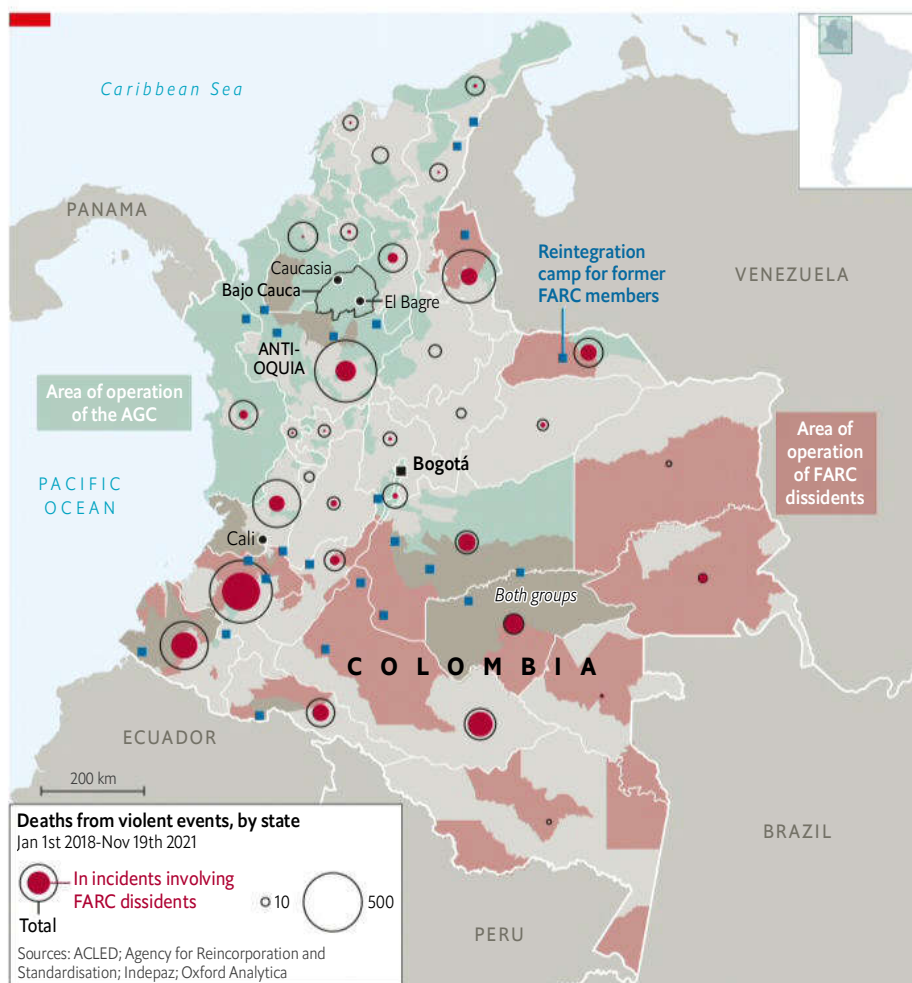 Caribbean Sea
PANAMA
Caucasia
Bajo Cauca
El Bagre
Reintegration
camp for former
FARC members
VENEZUELA
ANTI-
OQUIA
Area of operation
of the AGC
Area of
operation
of FARC
dissidents
Bogotá
PACIFIC
OCEAN
Cali
Both groups
COLOMBIA
ECUADOR
200 km
BRAZIL
PERU
Deaths from violent events, by state
Jan 1st 2018-Nov 19th 2021
In incidents involving
FARC dissidents
10
500
Total
Sources: ACLED; Agency for Reincorporation and
Standardisation; Indepaz; Oxford Analytica